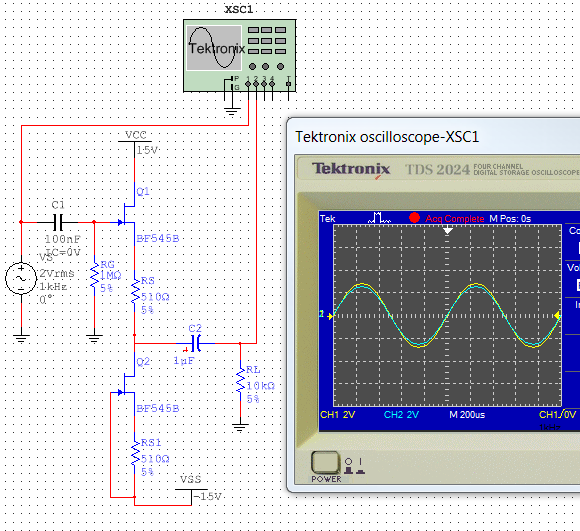 XSC1
Tektronix
P
G
1 2 3 4
T
VCC
15V
Q1
BF545B
C1
100nF
IC=0V
VS
2Vrms
1kHz
0°
RG
1MΩ
5%
RS
510Ω
5%
C2
1µF
Q2
BF545B
RL
10kΩ
5%
RS1
510Ω
5%
VSS
-15V
Tektronix oscilloscope-XSC1
Tektronix TDS 2024 FOUR CHANNEL
DIGITAL STORAGE OSCILLOSCOPE
Tek Acq Complete M Pos: 0s
CH1 2V CH2 2V M 200us CH1/0V
POWER